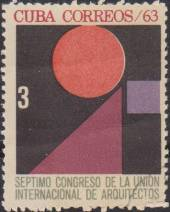 CUBA CORREOS/63
3
SEPTIMO CONGRESO DE LA UNION
INTERNACIONAL DE ARQUITECTOS